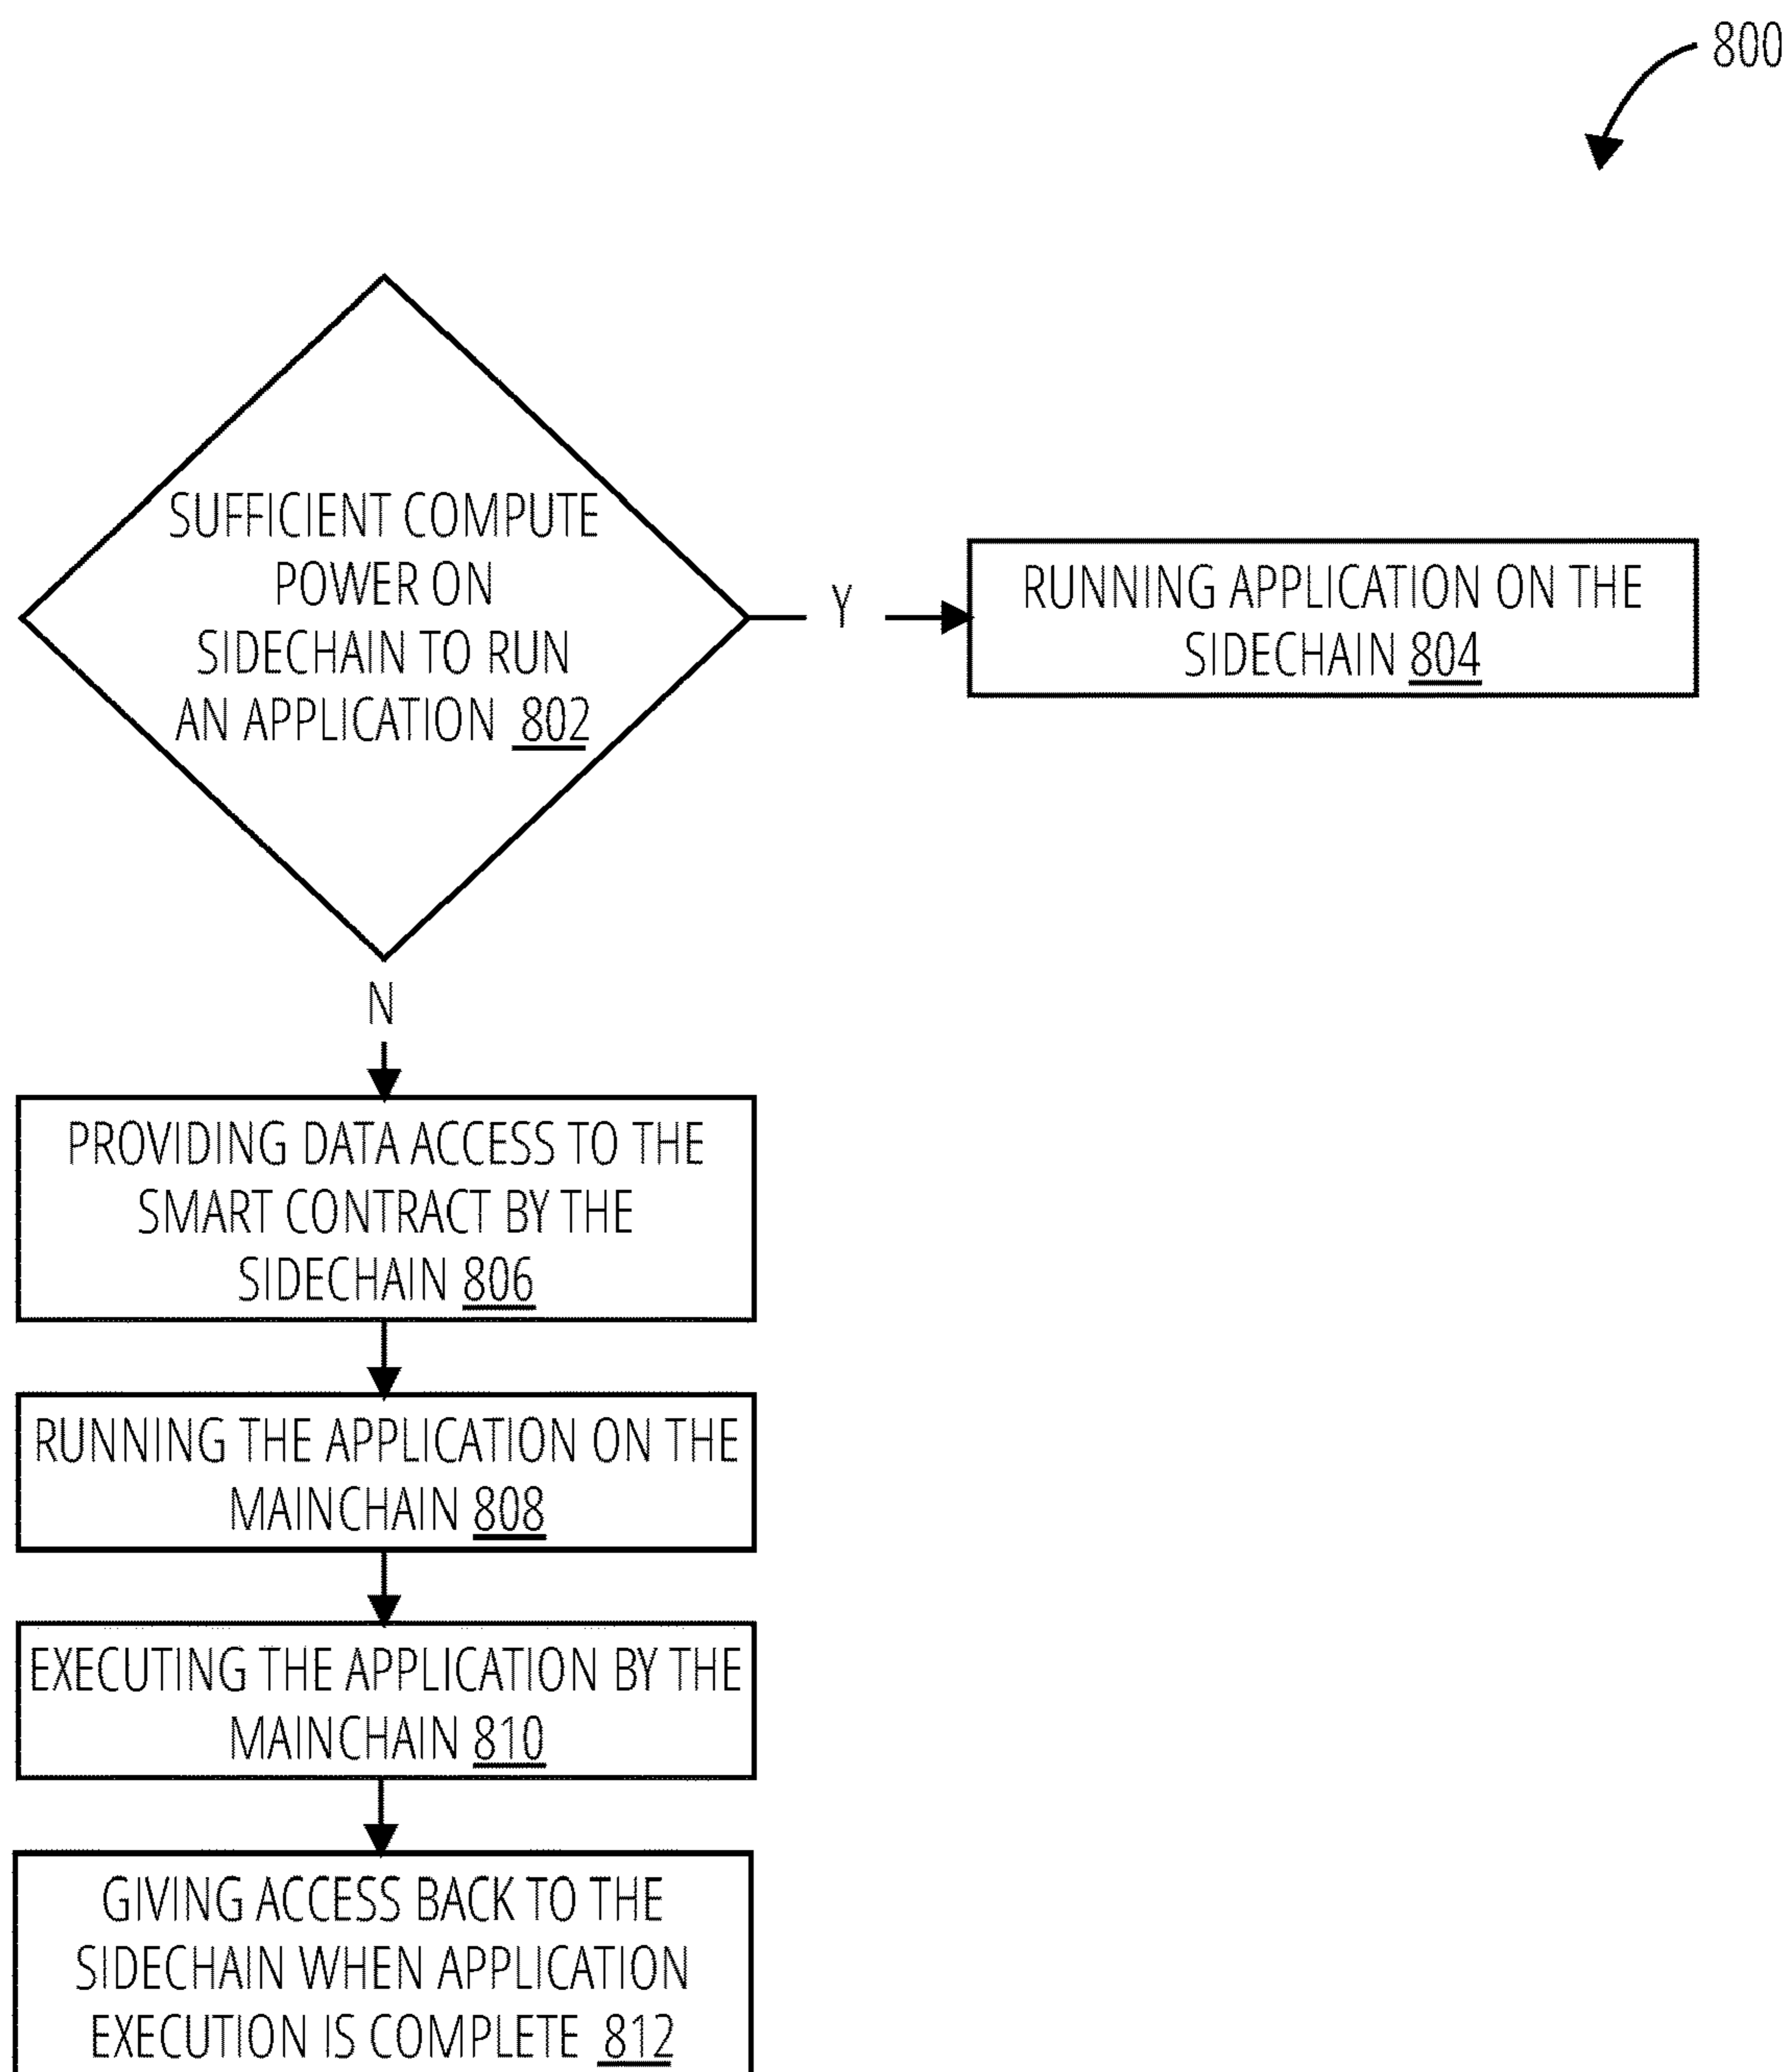 800
SUFFICIENT COMPUTE
POWER ON
SIDECHAIN TO RUN
AN APPLICATION 802
Y
RUNNING APPLICATION ON THE
SIDECHAIN 804
N
PROVIDING DATA ACCESS TO THE
SMART CONTRACT BY THE
SIDECHAIN 806
RUNNING THE APPLICATION ON THE
MAINCHAIN 808
EXECUTING THE APPLICATION BY THE
MAINCHAIN 810
GIVING ACCESS BACK TO THE
SIDECHAIN WHEN APPLICATION
EXECUTION IS COMPLETE 812